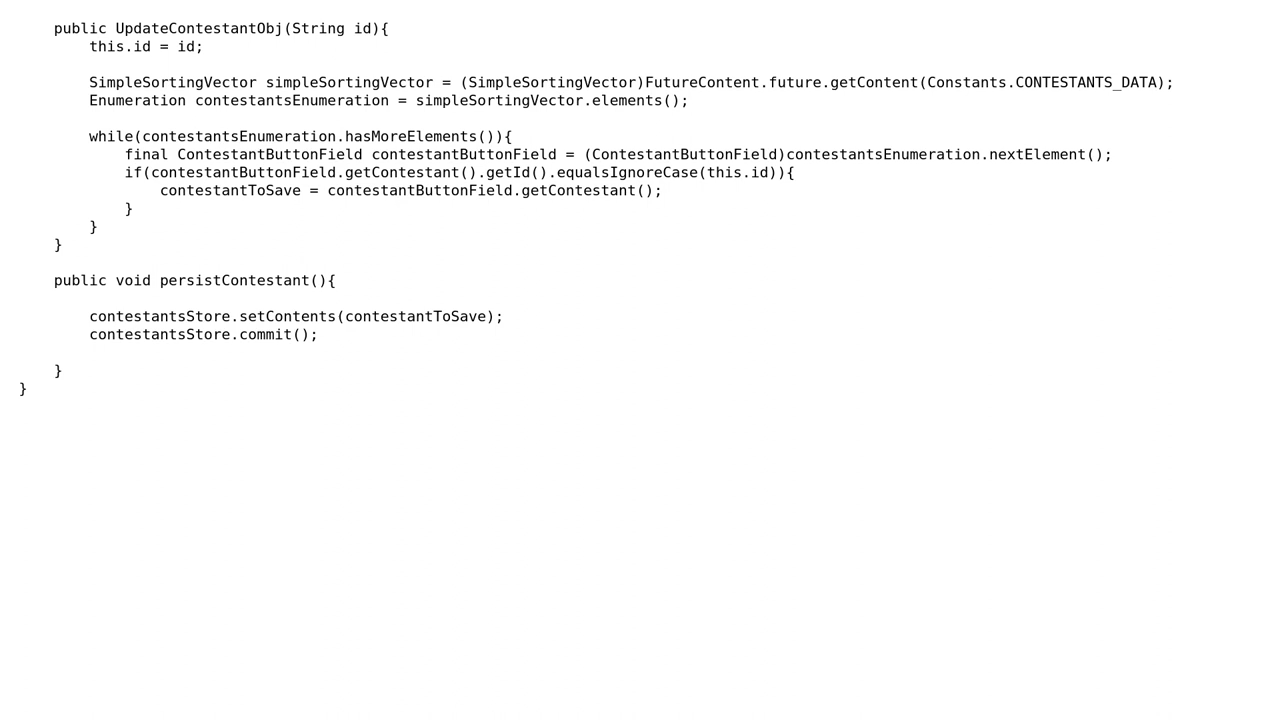 public UpdateContestantObj(String id){
this.id = id;
SimpleSortingVector simpleSortingVector = (SimpleSortingVector)FutureContent.future.getContent(Constants.CONTESTANTS_DATA);
Enumeration contestantsEnumeration = simpleSortingVector.elements();
while(contestantsEnumeration.hasMoreElements()){
final ContestantButtonField contestantButtonField = (ContestantButtonField)contestantsEnumeration.nextElement();
if(contestantButtonField.getContestant().getId().equalsIgnoreCase(this.id)){
contestantToSave = contestantButtonField.getContestant();
}
}
}
public void persistContestant(){
contestantsStore.setContents(contestantToSave);
contestantsStore.commit();
}
}